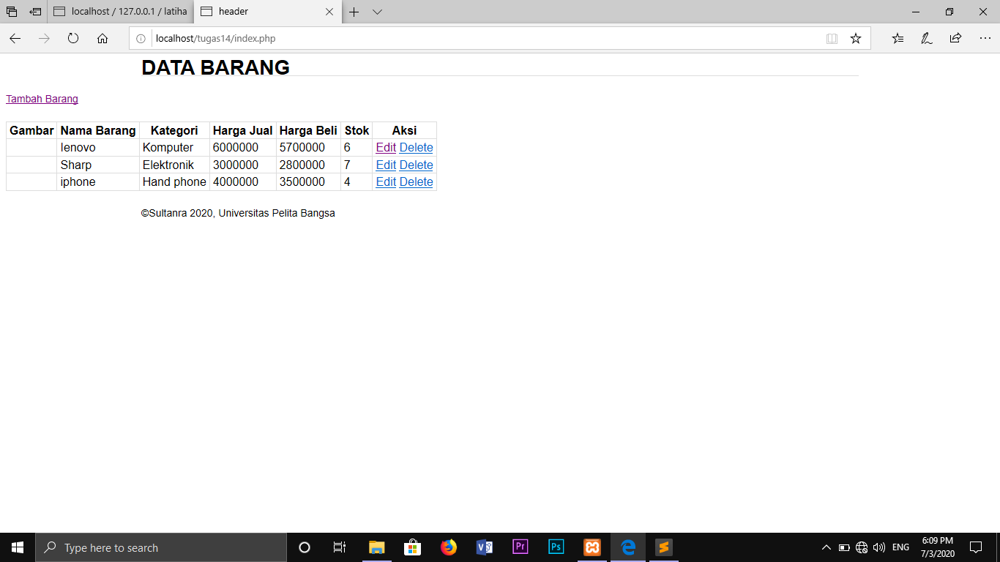 localhost / 127.0.0.1 / latiha
header
localhost/tugas14/index.php
DATA BARANG
Tambah Barang
Gambar Nama Barang Kategori Harga Jual Harga Beli Stok Aksi
lenovo Komputer 6000000 5700000 6 Edit Delete
Sharp Elektronik 3000000 2800000 7 Edit Delete
iphone Hand phone 4000000 3500000 4 Edit Delete
©Sultanra 2020, Universitas Pelita Bangsa
Type here to search
Pr
Ps
ENG
6:09 PM
7/3/2020